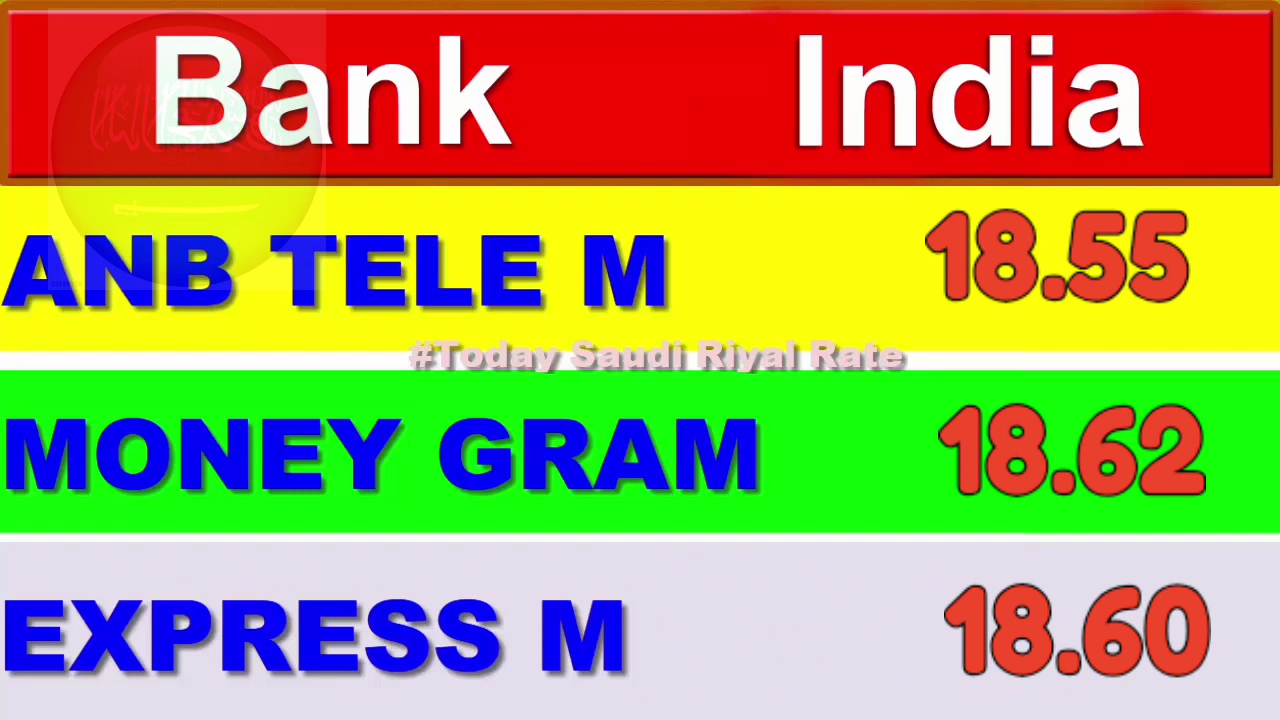 Bank India
ANB TELE M 18.55
#Today Saudi Riyal Rate
MONEY GRAM 18.62
EXPRESS M 18.60